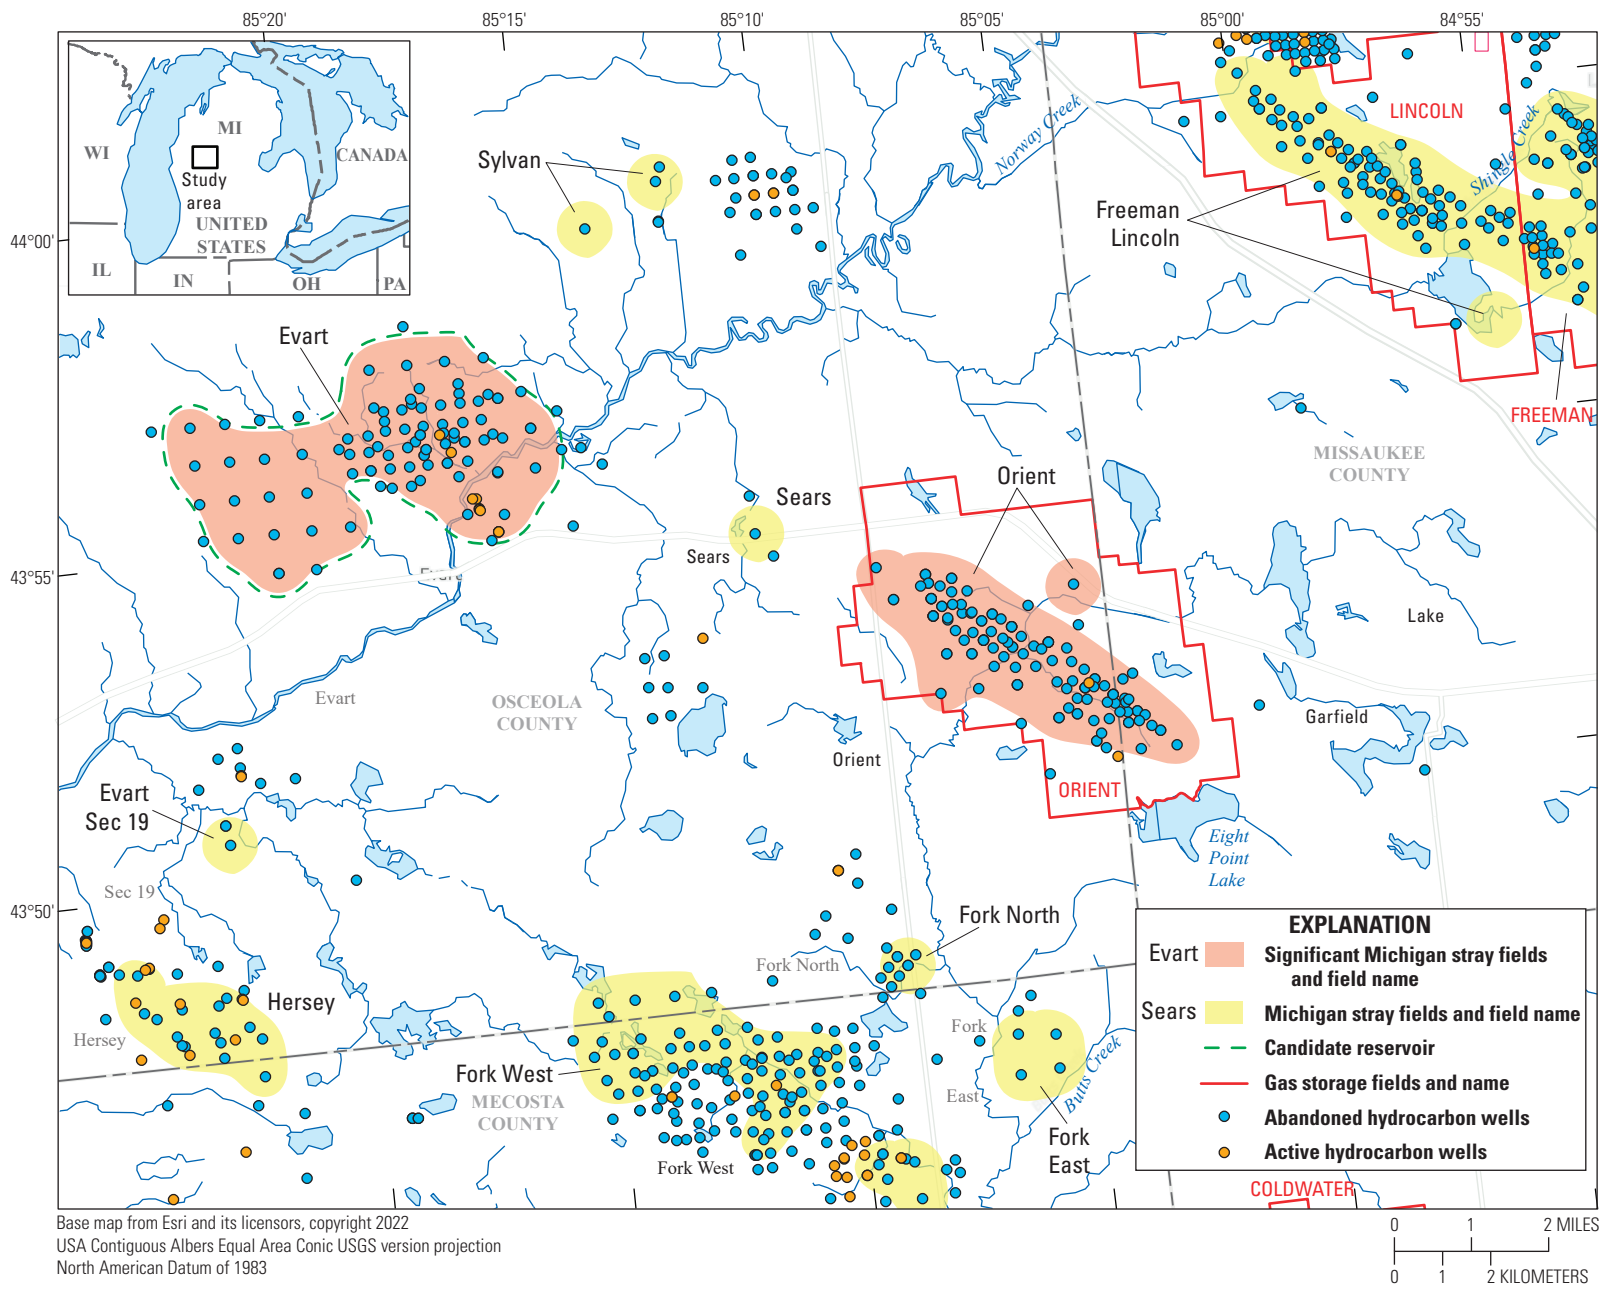 85°20'
85°15'
85°10'
85°05'
85°00'
84°55'
44°00'
43°55'
43°50'
WI
MI
CANADA
Study
area
UNITED
STATES
IL
IN
OH
PA
Sylvan
Norway Creek
LINCOLN
Shingle Creek
Freeman
Lincoln
FREEMAN
Evart
MISSAUKEE
COUNTY
Orient
Sears
Sears
Evart
Lake
Evart
OSCEOLA
COUNTY
Garfield
Orient
ORIENT
Evart
Sec 19
Eight
Point
Lake
Sec 19
Fork North
Fork North
Hersey
Hersey
Fork
East
Butts Creek
Fork West
MECOSTA
COUNTY
Fork West
Fork
East
EXPLANATION
Evart
Significant Michigan stray fields
and field name
Sears
Michigan stray fields and field name
Candidate reservoir
Gas storage fields and name
Abandoned hydrocarbon wells
Active hydrocarbon wells
COLDWATER
Base map from Esri and its licensors, copyright 2022
USA Contiguous Albers Equal Area Conic USGS version projection
North American Datum of 1983
0 1 2 MILES
0 1 2 KILOMETERS